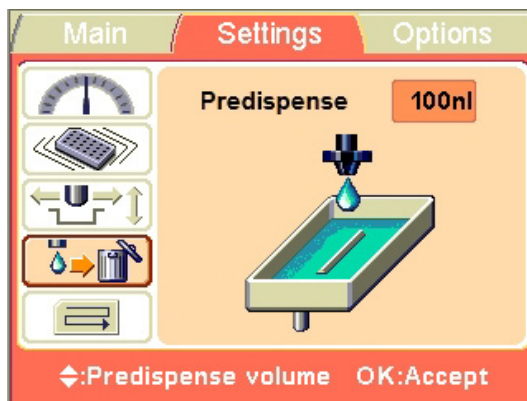 Main Settings Options
Predispense 100nl
:Predispense volume OK:Accept